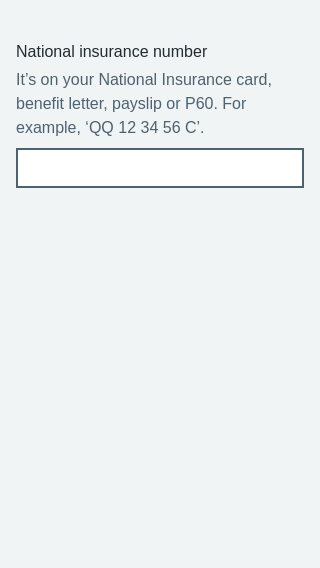 National insurance number
It’s on your National Insurance card,
benefit letter, payslip or P60. For
example, ‘QQ 12 34 56 C’.